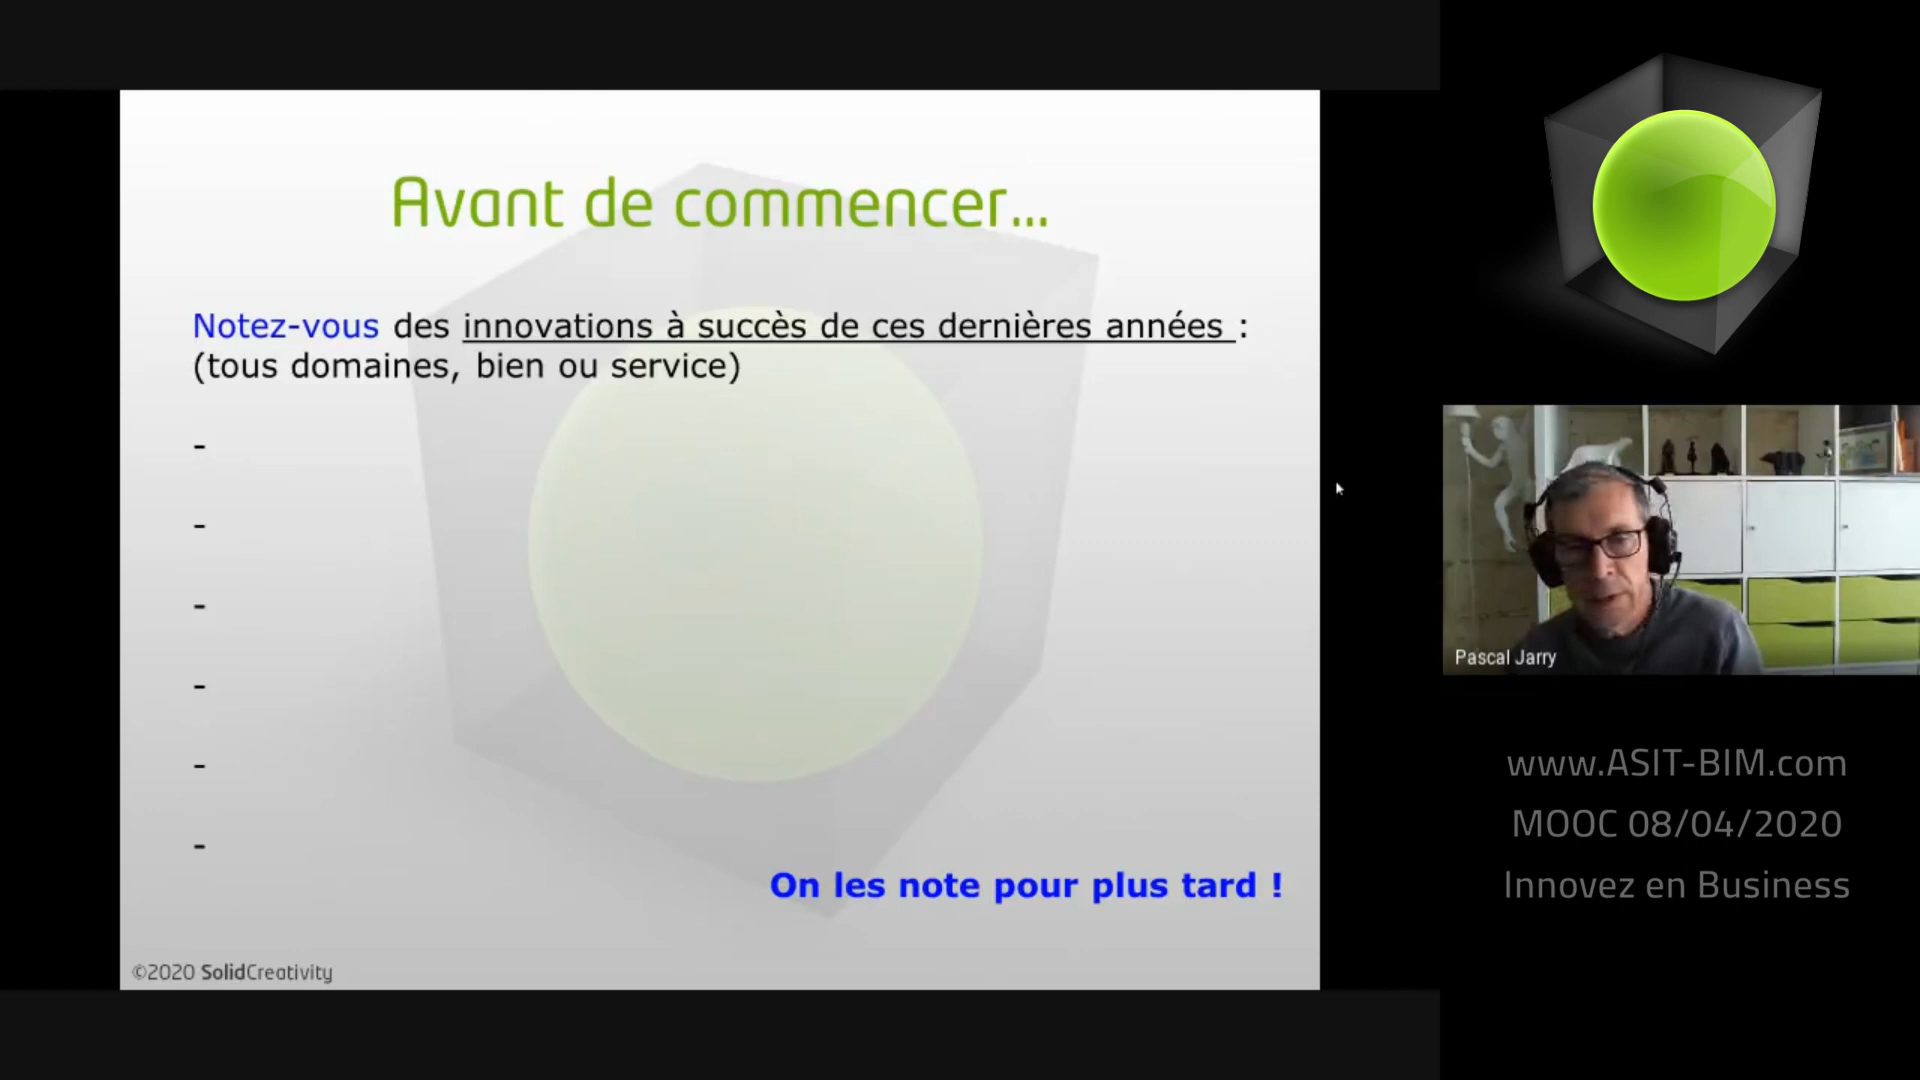 Avant de commencer...
Notez-vous des innovations à succès de ces dernières années :
(tous domaines, bien ou service)
-
-
-
-
-
-
On les note pour plus tard !
©2020 SolidCreativity
Pascal Jarry
www.ASIT-BIM.com
MOOC 08/04/2020
Innovez en Business